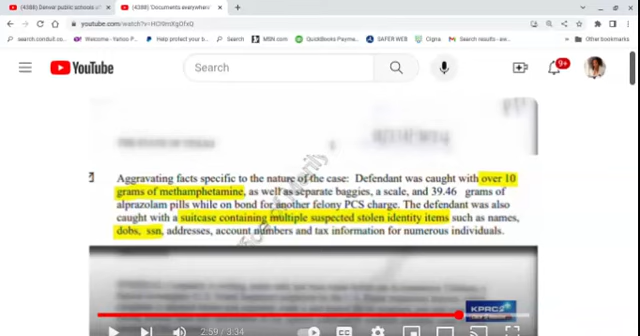 (4388) Denver public schools of
(4388) 'Documents everywhere
youtube.com/watch?v=
search.conduit.co...
Welcome - Yahoo P...
Help protect your b...
Search
MSN.com
QuickBooks Payme...
SAFER WEB
Cigna
Search results - aw...
»
Other bookmarks
YouTube
Search
9+
Aggravating facts specific to the nature of the case: Defendant was caught with over 10
grams of methamphetamine, as well as separate baggies, a scale, and 39.46 grams of
alprazolam pills while on bond for another felony PCS charge. The defendant was also
caught with a suitcase containing multiple suspected stolen identity items such as names,
dobs, ssn, addresses, account numbers and tax information for numerous individuals.
KPRC2
2:59 / 3:34
CC